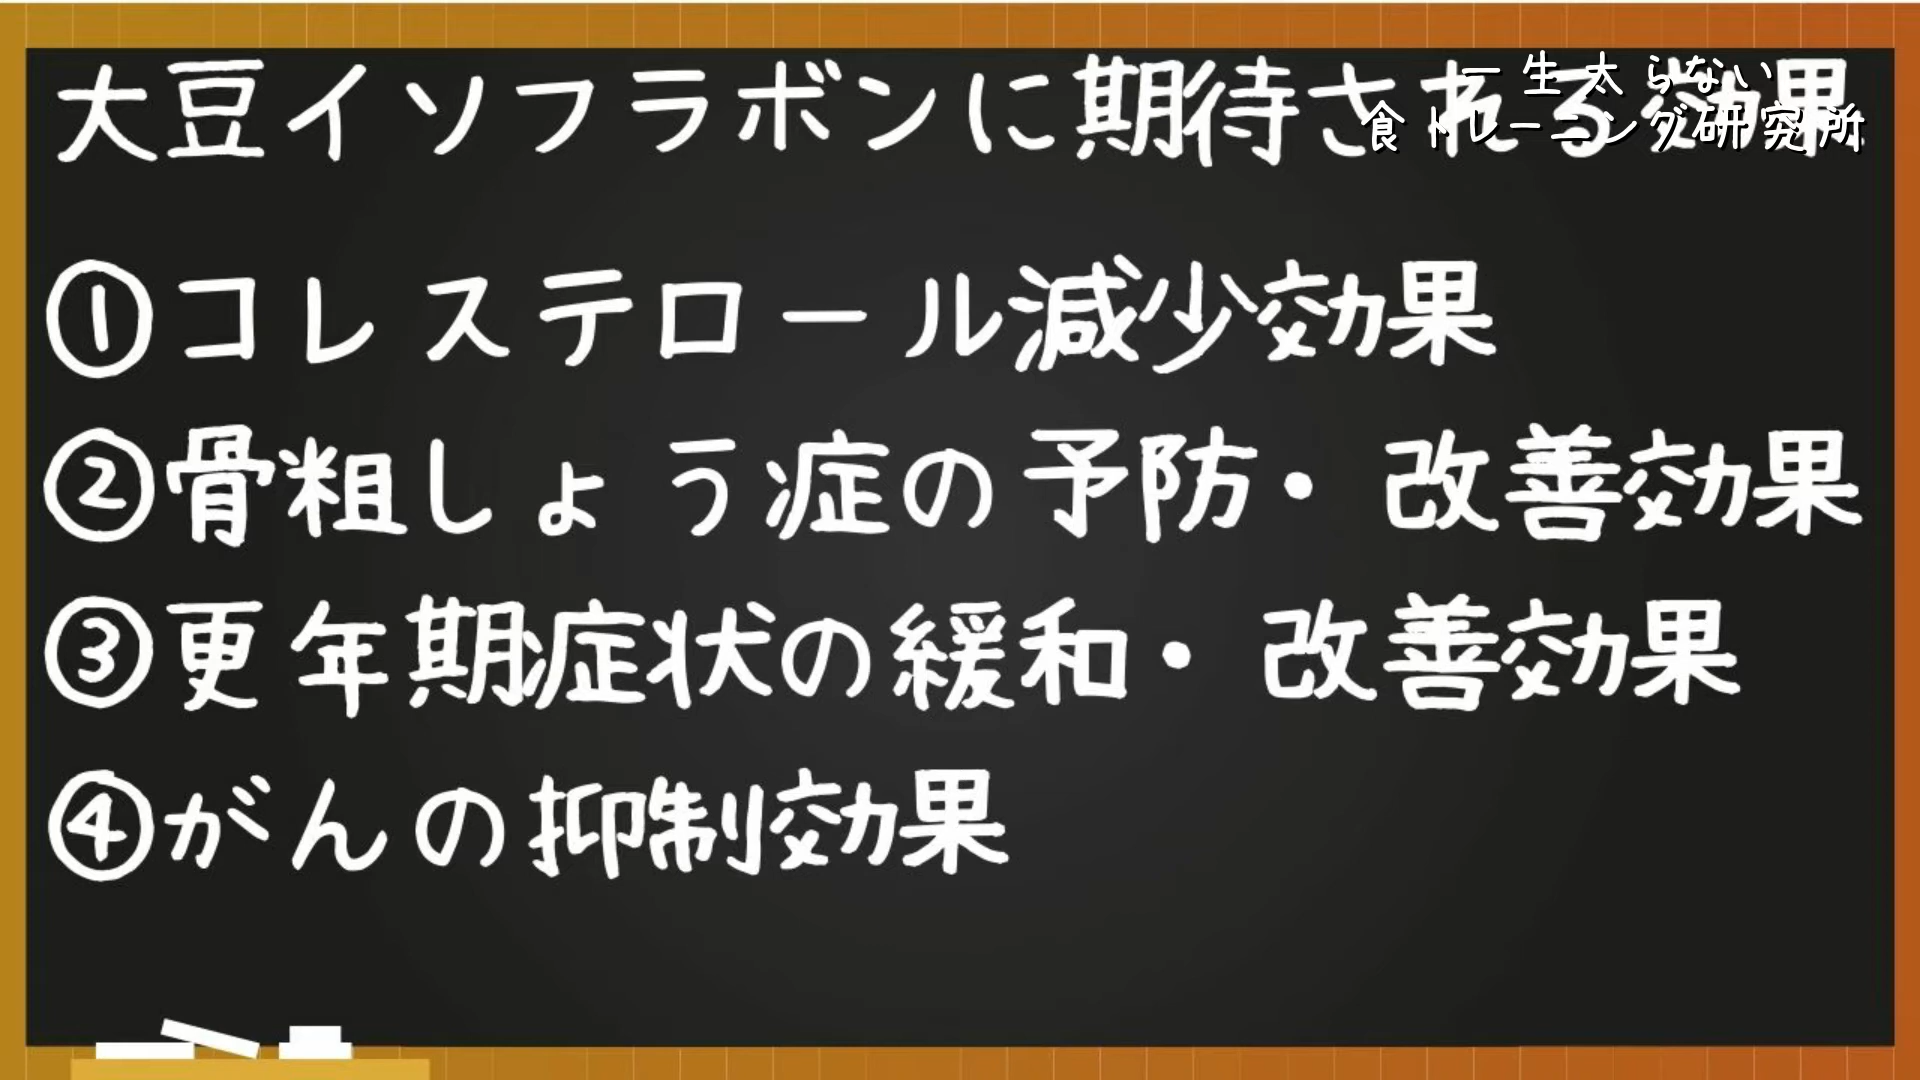 大豆イソフラボンに期待される効果
一生太らない
食トレーニング研究所
①コレステロール減少効果
②骨粗しょう症の予防・改善効果
③更年期症状の緩和・改善効果
④がんの抑制効果